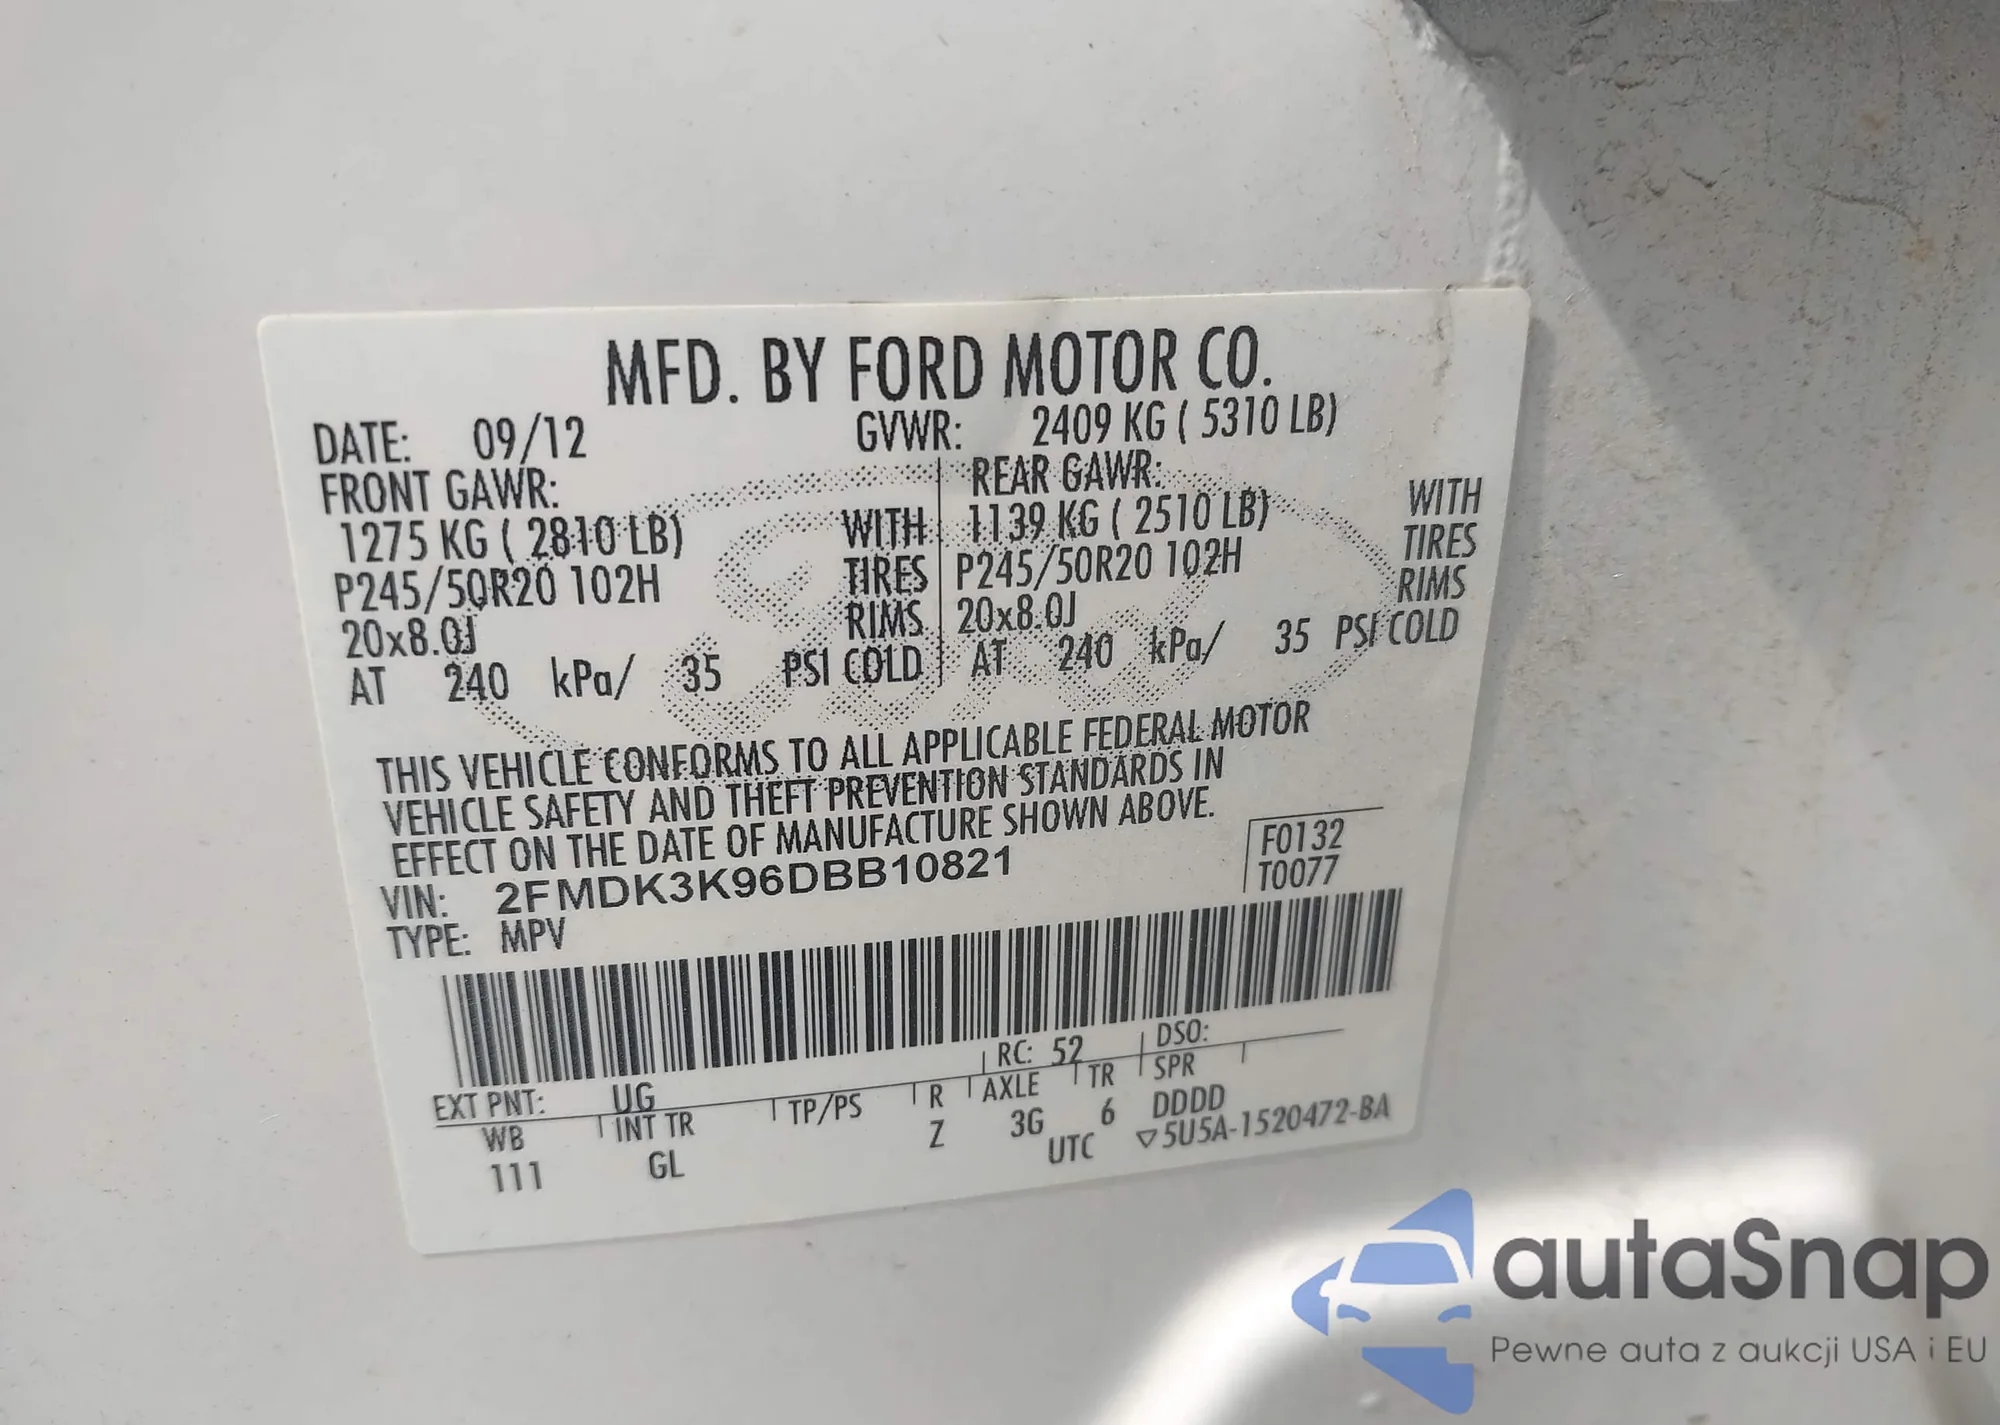 MFD. BY FORD MOTOR CO.
DATE: 09/12 GVWR: 2409 KG ( 5310 LB)
FRONT GAWR: REAR GAWR:
1275 KG ( 2810 LB) WITH 1139 KG ( 2510 LB) WITH
P245/50R20 102H TIRES P245/50R20 102H TIRES
20x8.0J RIMS 20x8.0J RIMS
AT 240 kPa/ 35 PSI COLD AT 240 kPa/ 35 PSI COLD
THIS VEHICLE CONFORMS TO ALL APPLICABLE FEDERAL MOTOR
VEHICLE SAFETY AND THEFT PREVENTION STANDARDS IN
EFFECT ON THE DATE OF MANUFACTURE SHOWN ABOVE.
VIN: 2FMDK3K96DBB10821 F0132
TYPE: MPV T0077
EXT PNT: UG RC: 52 DSO:
WB INT TR TP/PS R AXLE TR SPR
111 GL Z 3G 6 DDDD
UTC ▽5U5A-1520472-BA
autaSnap
Pewne auta z aukcji USA i EU